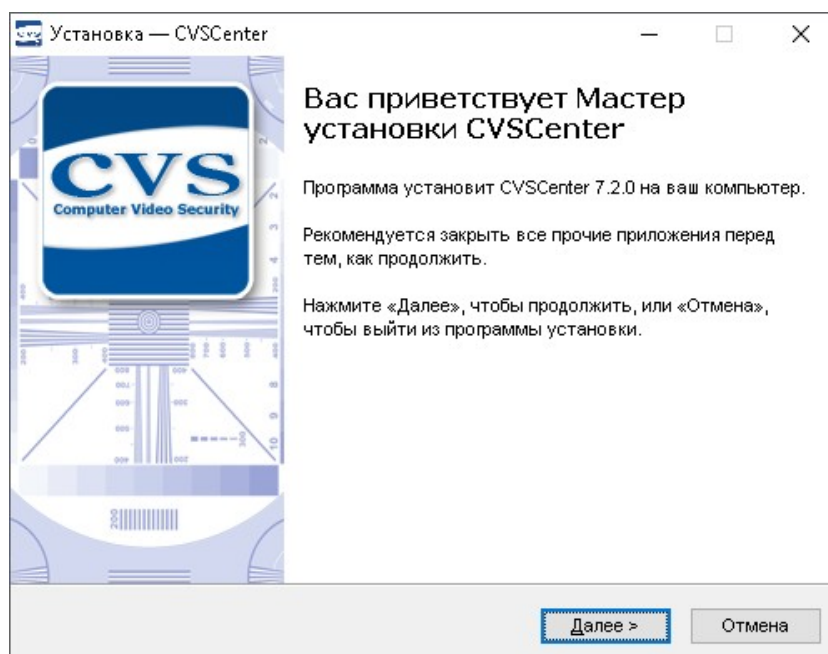 Установка — CVSCenter
CVS
Computer Video Security
Вас приветствует Мастер
установки CVSCenter
Программа установит CVSCenter 7.2.0 на ваш компьютер.
Рекомендуется закрыть все прочие приложения перед
тем, как продолжить.
Нажмите «Далее», чтобы продолжить, или «Отмена»,
чтобы выйти из программы установки.
Далее >
Отмена